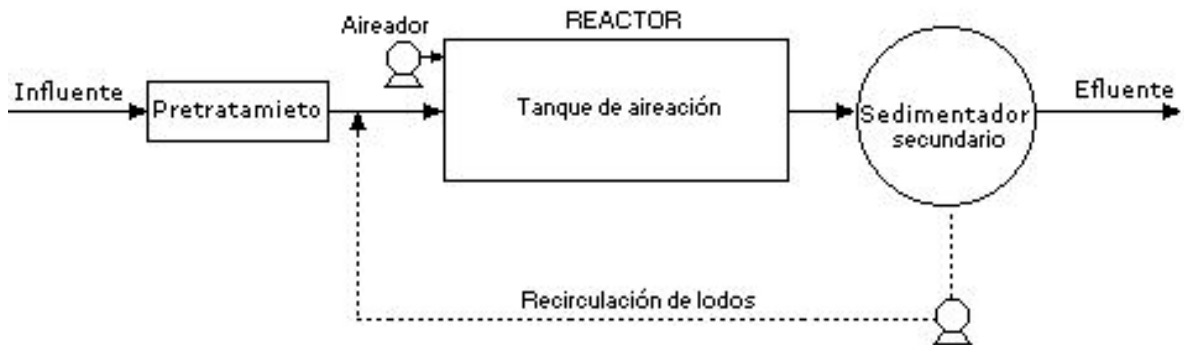 REACTOR
Aireador
Influente
Pretratamieto
Tanque de aireación
Sedimentador
secundario
Efluente
Recirculación de lodos